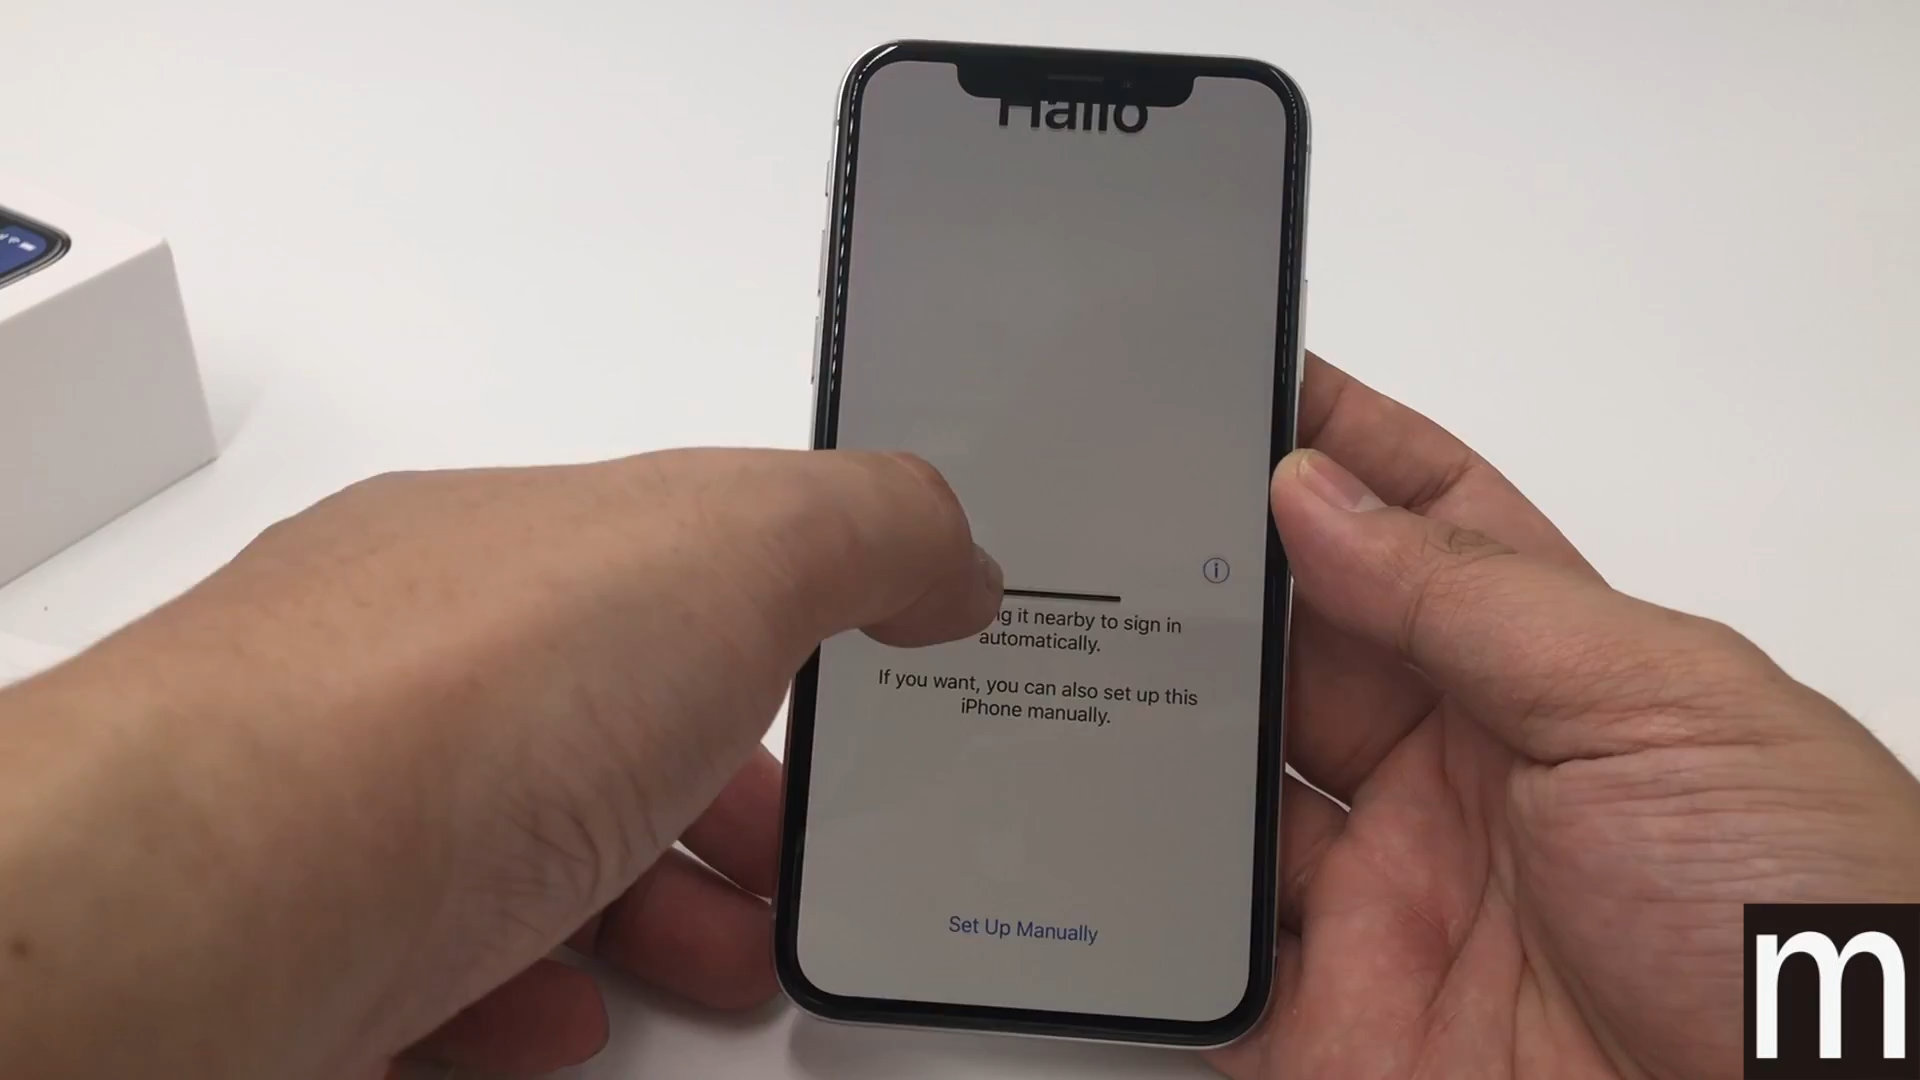 Hallo
it nearby to sign in
automatically.
If you want, you can also set up this
iPhone manually.
Set Up Manually
m